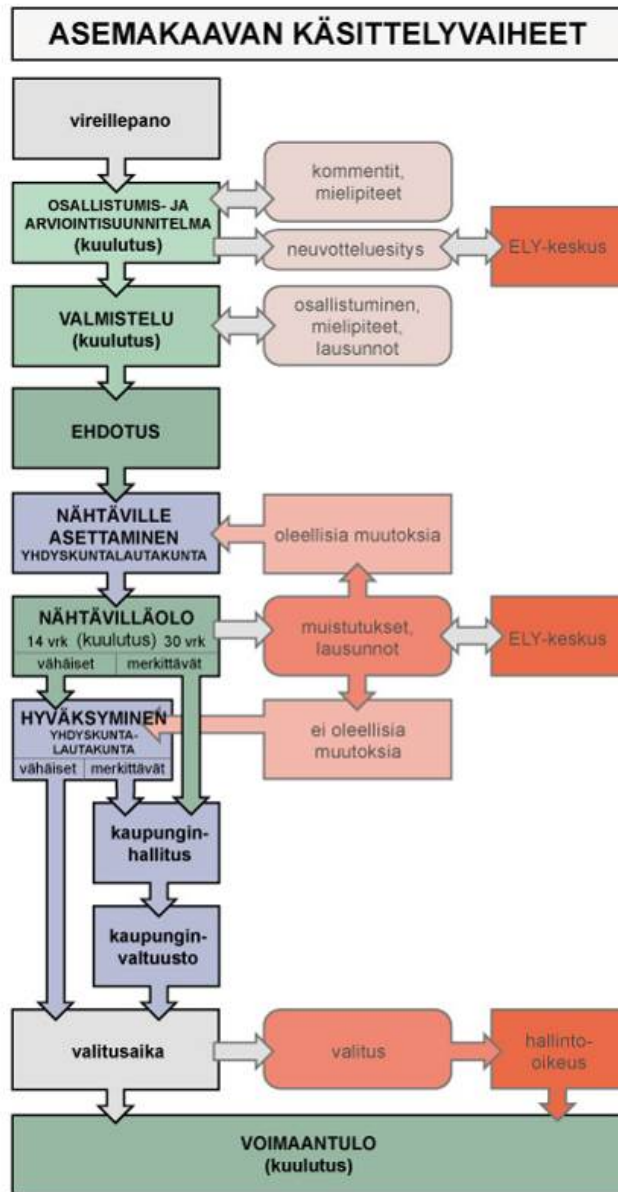 ASEMAKAAVAN KÄSITTELYVAIHEET
vireillepano
kommentit,
mielipiteet
OSALLISTUMIS- JA
ARVIOINTISUUNNITELMA
(kuulutus)
neuvotteluesitys
ELY-keskus
VALMISTELU
(kuulutus)
osallistuminen,
mielipiteet,
lausunnot
EHDOTUS
NÄHTÄVILLE
ASETTAMINEN
YHDYSKUNTALAUTAKUNTA
oleellisia muutoksia
NÄHTÄVILLÄOLO
14 vrk (kuulutus) 30 vrk
vähäiset merkittävät
muistutukset,
lausunnot
ELY-keskus
HYVÄKSYMINEN
YHDYSKUNTA-
LAUTAKUNTA
vähäiset merkittävät
ei oleellisia
muutoksia
kaupungin-
hallitus
kaupungin-
valtuusto
valitusaika
valitus
hallinto-
oikeus
VOIMAANTULO
(kuulutus)